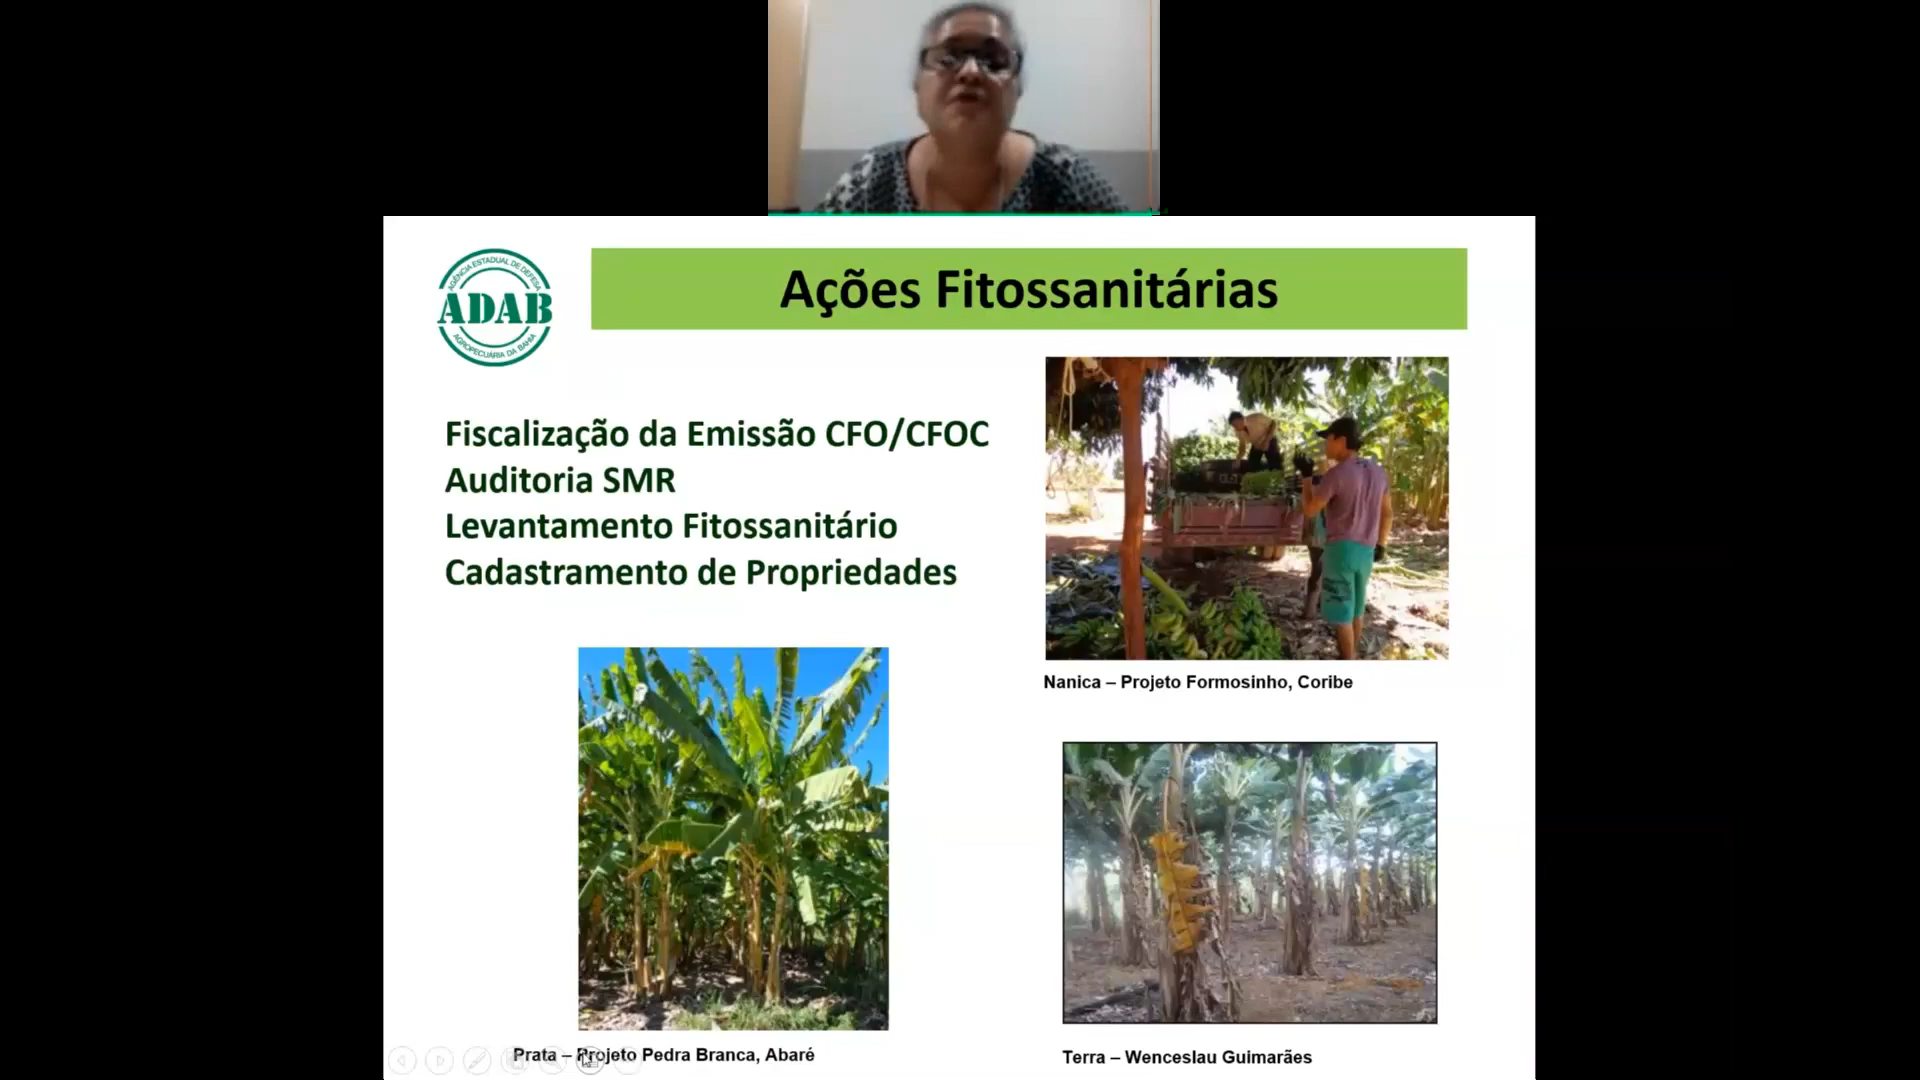 AGÊNCIA ESTADUAL DE DEFESA
ADAB
AGROPECUÁRIA DA BAHIA
Ações Fitossanitárias
Fiscalização da Emissão CFO/CFOC
Auditoria SMR
Levantamento Fitossanitário
Cadastramento de Propriedades
Nanica – Projeto Formosinho, Coribe
Prata – Projeto Pedra Branca, Abaré
Terra – Wenceslau Guimarães